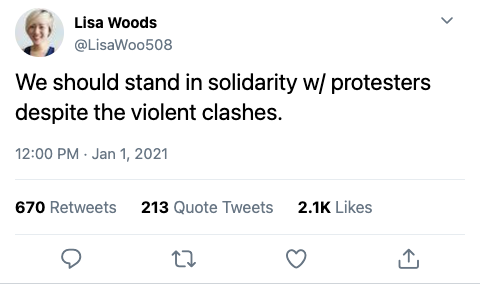 Lisa Woods
@LisaWoo508
We should stand in solidarity w/ protesters
despite the violent clashes.
12:00 PM · Jan 1, 2021
670 Retweets 213 Quote Tweets 2.1K Likes